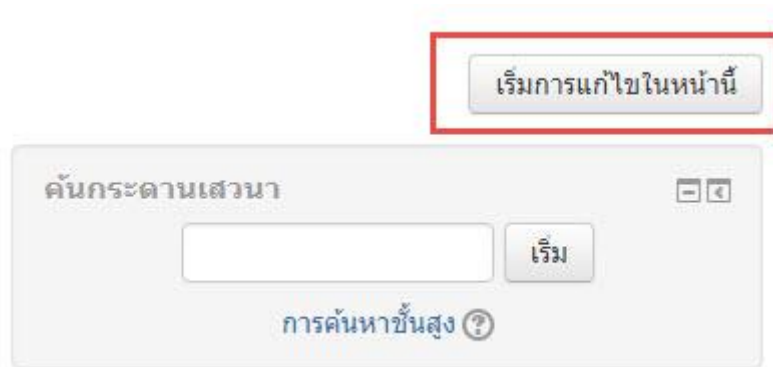 เริ่มการแก้ไขในหน้านี้
ค้นกระดานเสวนา
เริ่ม
การค้นหาชั้นสูง